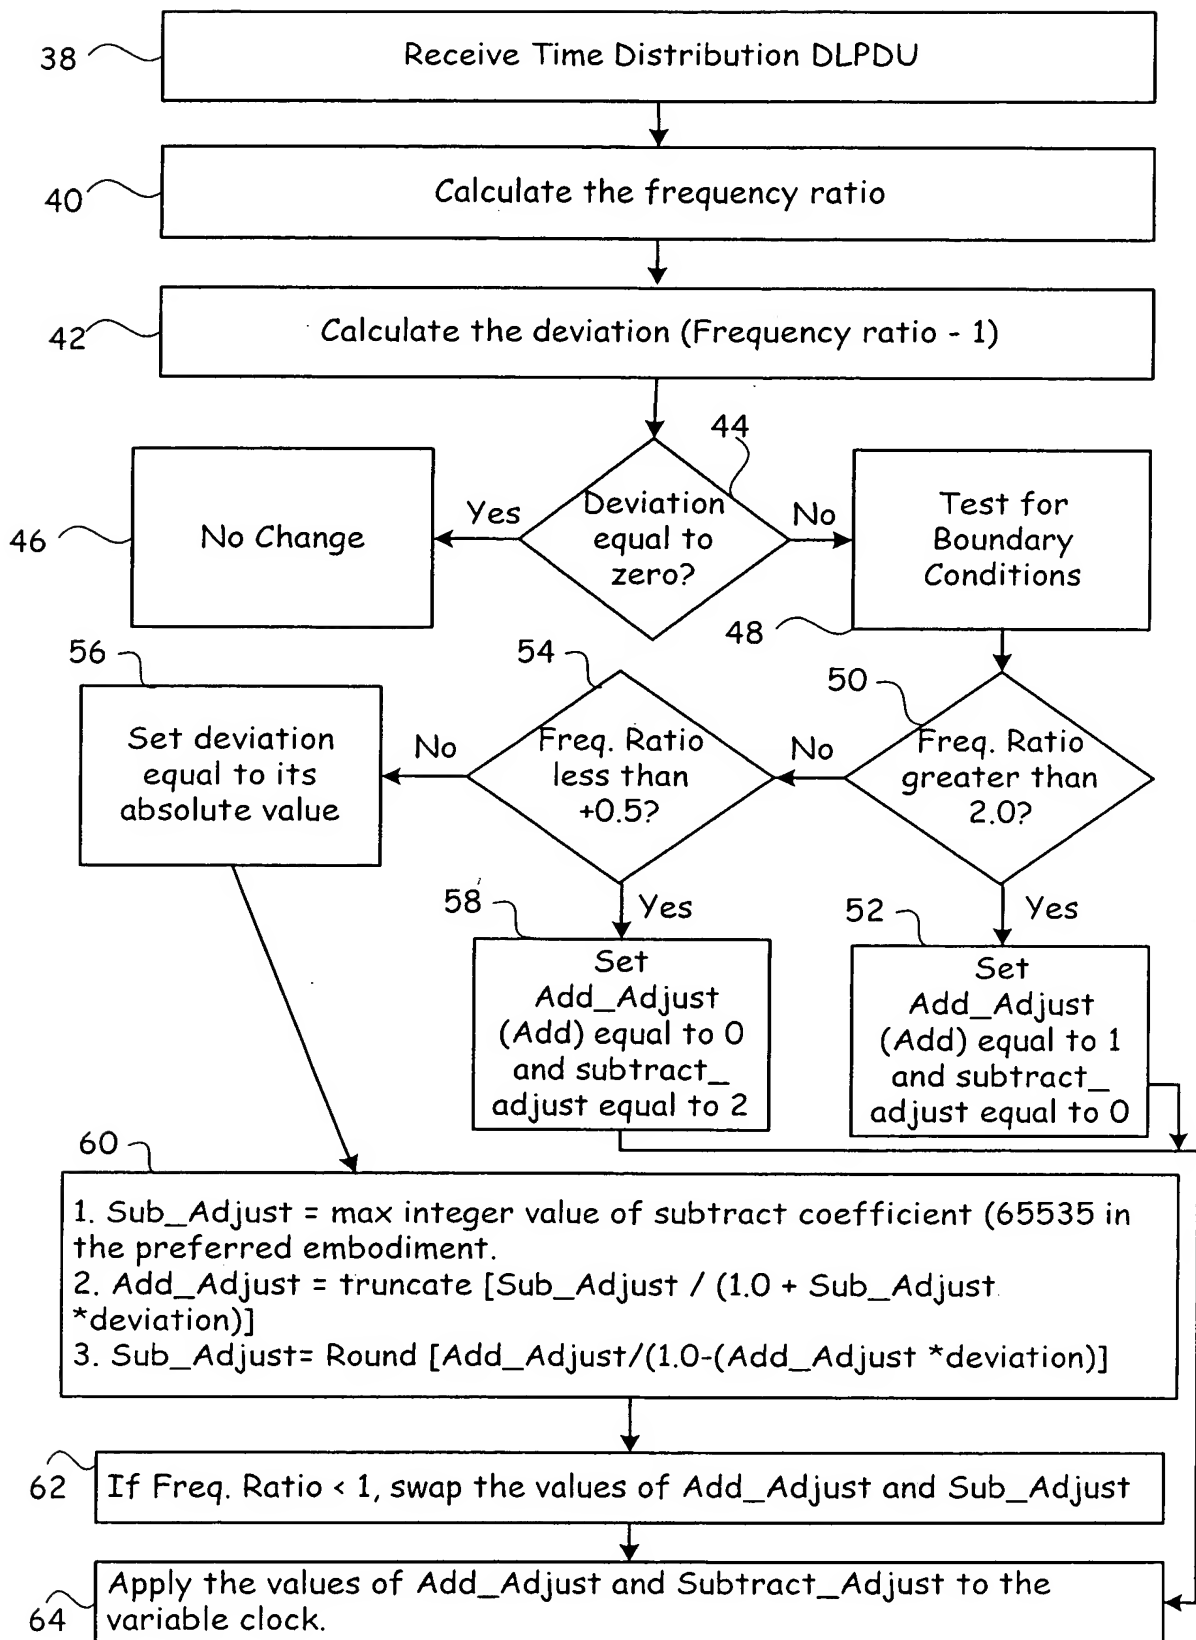 38
Receive Time Distribution DLPDU
40
Calculate the frequency ratio
42
Calculate the deviation (Frequency ratio - 1)
44
Deviation
equal to
zero?
Yes
No
46
No Change
Test for
Boundary
Conditions
48
50
Freq. Ratio
greater than
2.0?
No
Yes
54
Freq. Ratio
less than
+0.5?
No
Yes
56
Set deviation
equal to its
absolute value
58
Set
Add_Adjust
(Add) equal to 0
and subtract_
adjust equal to 2
52
Set
Add_Adjust
(Add) equal to 1
and subtract_
adjust equal to 0
60
1. Sub_Adjust = max integer value of subtract coefficient (65535 in
the preferred embodiment.
2. Add_Adjust = truncate [Sub_Adjust / (1.0 + Sub_Adjust
*deviation)]
3. Sub_Adjust= Round [Add_Adjust/(1.0-(Add_Adjust *deviation)]
62
If Freq. Ratio < 1, swap the values of Add_Adjust and Sub_Adjust
64
Apply the values of Add_Adjust and Subtract_Adjust to the
variable clock.